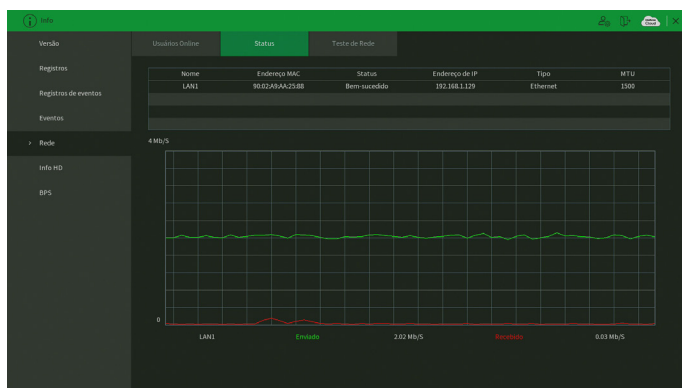 Info
Versão
Registros
Registros de eventos
Eventos
> Rede
Info HD
BPS
Usuários Online Status Teste de Rede
Nome Endereço MAC Status Endereço de IP Tipo MTU
LAN1 90:02:A9:AA:25:88 Bem-sucedido 192.168.1.129 Ethernet 1500
4 Mb/S
0
LAN1 Enviado 2.02 Mb/S Recebido 0.03 Mb/S